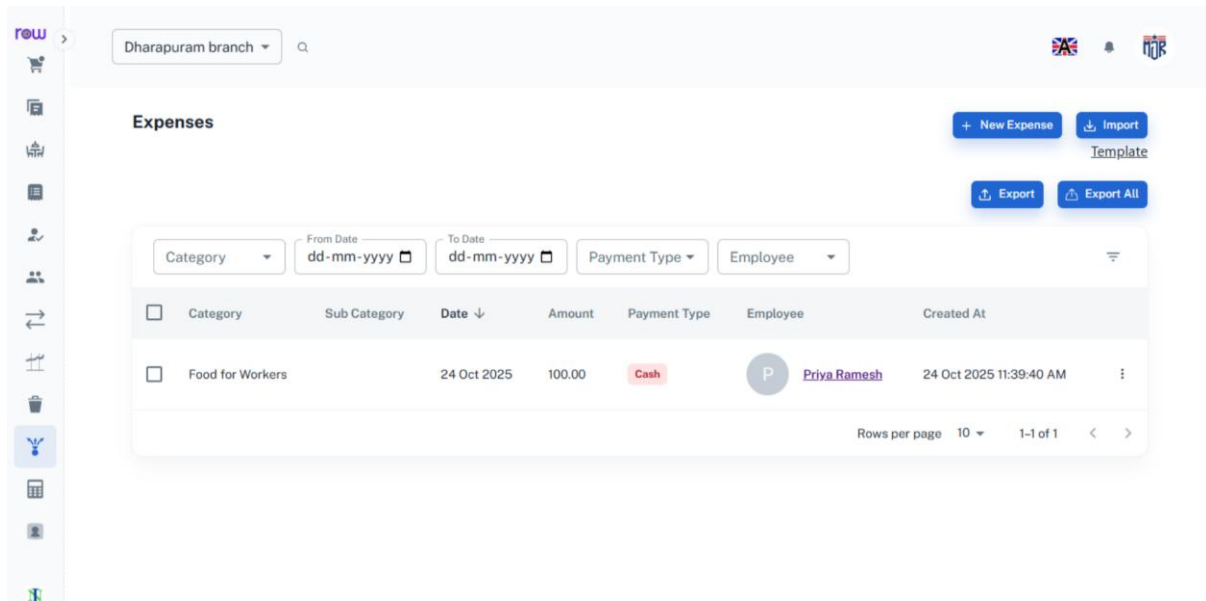 row
Dharapuram branch
A
MJR
Expenses
+ New Expense
Import
Template
Export
Export All
Category
From Date
dd-mm-yyyy
To Date
dd-mm-yyyy
Payment Type
Employee
Category Sub Category Date ↓ Amount Payment Type Employee Created At
Food for Workers 24 Oct 2025 100.00 Cash P Priya Ramesh 24 Oct 2025 11:39:40 AM
Rows per page 10 1–1 of 1